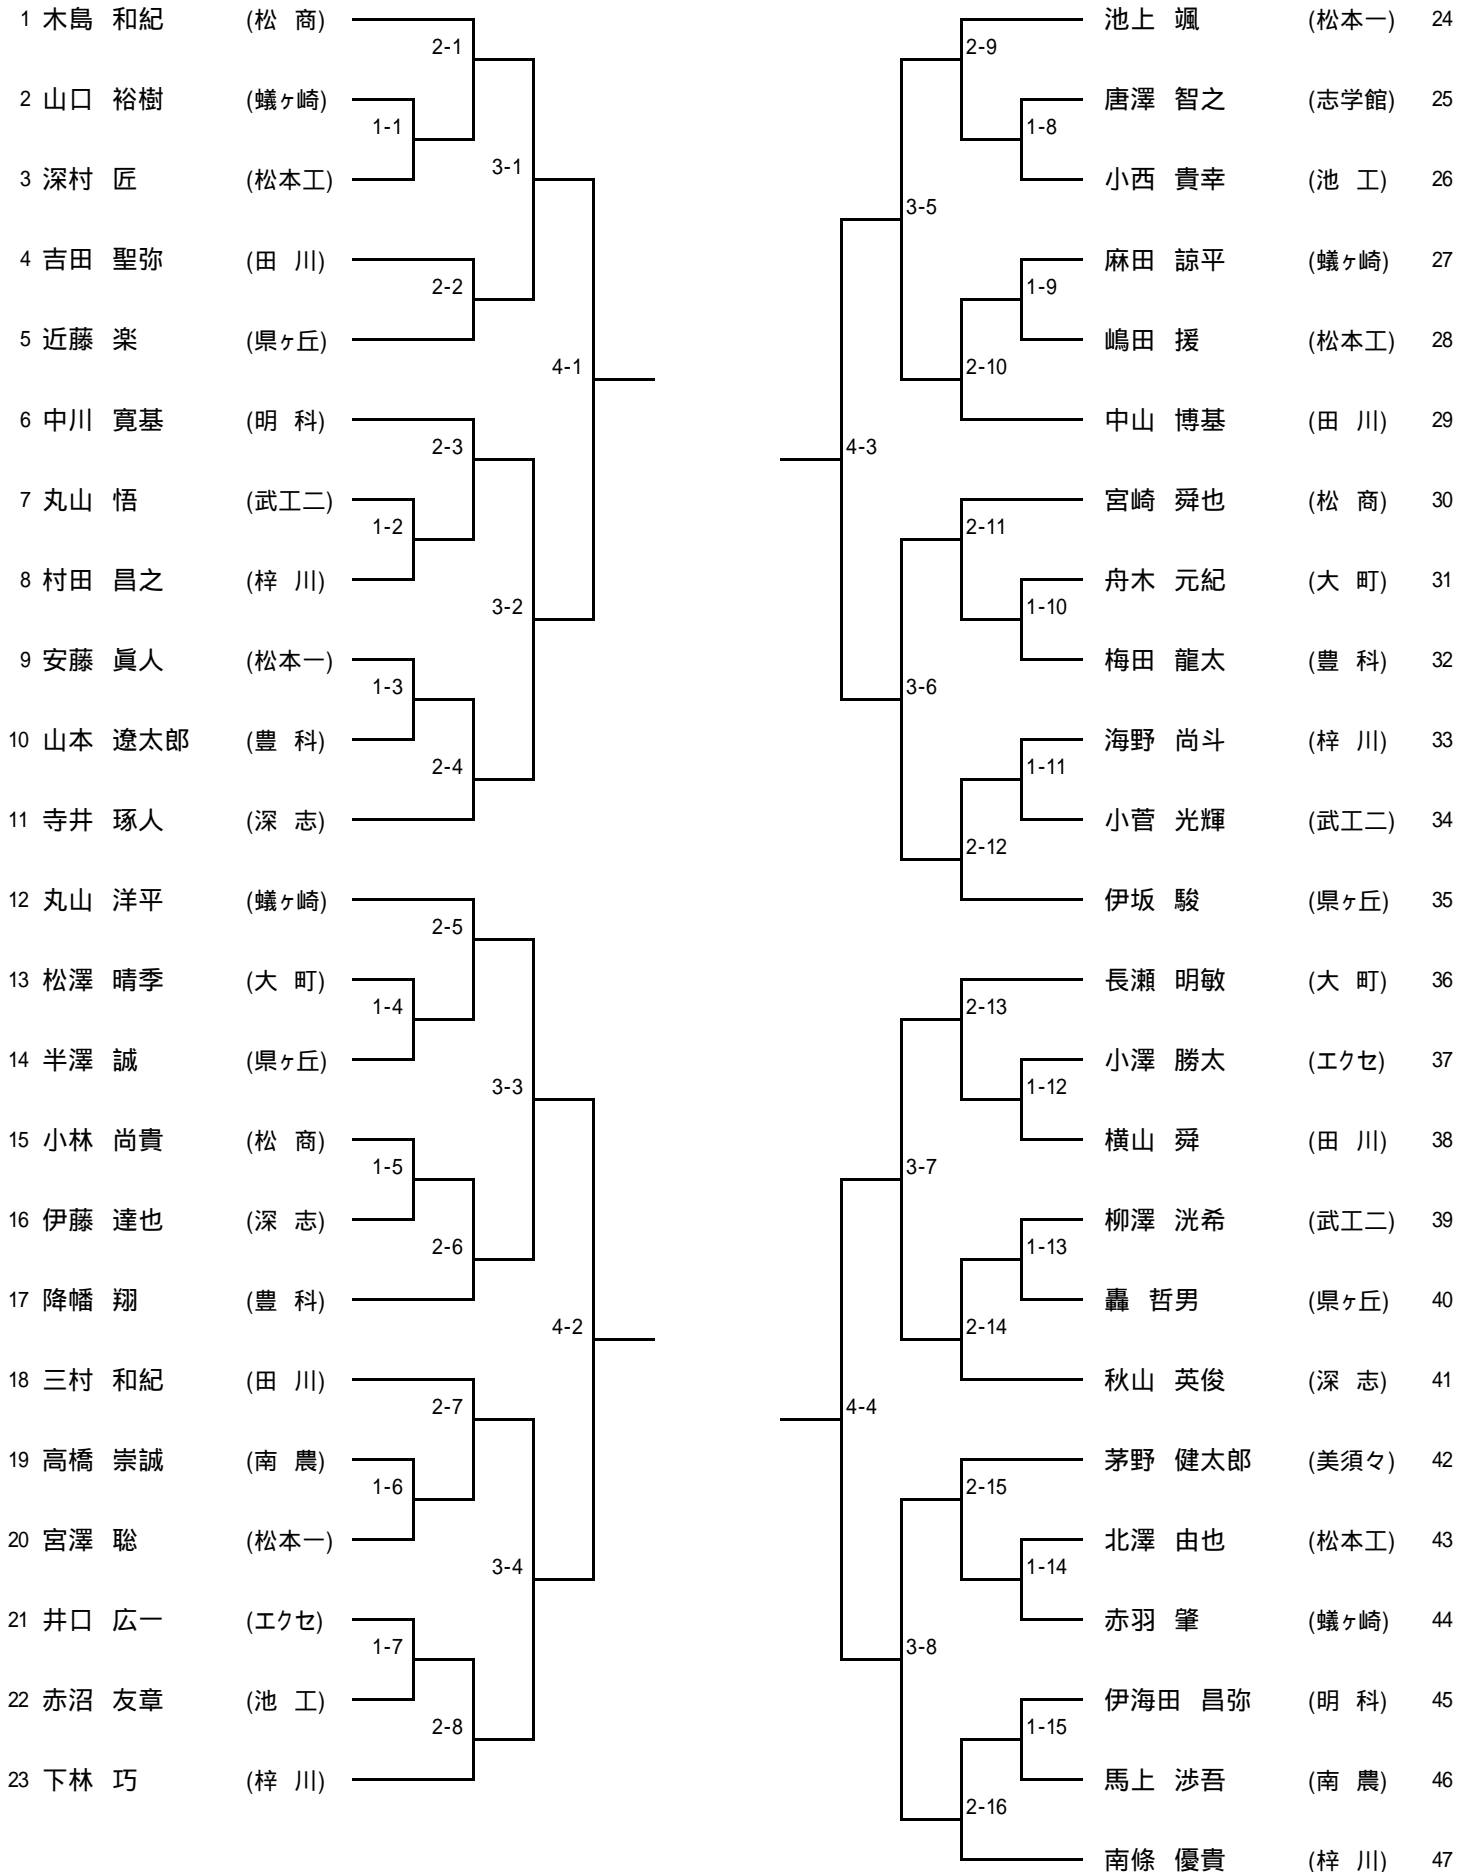 1 木島 和紀 (松 商)
2-1
2 山口 裕樹 (蟻ヶ崎)
1-1
3 深村 匠 (松本工)
3-1
4 吉田 聖弥 (田 川)
2-2
5 近藤 楽 (県ヶ丘)
4-1
6 中川 寛基 (明 科)
2-3
7 丸山 悟 (武工二)
1-2
8 村田 昌之 (梓 川)
3-2
9 安藤 眞人 (松本一)
1-3
10 山本 遼太郎 (豊 科)
2-4
11 寺井 琢人 (深 志)
12 丸山 洋平 (蟻ヶ崎)
2-5
13 松澤 晴季 (大 町)
1-4
14 半澤 誠 (県ヶ丘)
3-3
15 小林 尚貴 (松 商)
1-5
16 伊藤 達也 (深 志)
2-6
17 降幡 翔 (豊 科)
4-2
18 三村 和紀 (田 川)
2-7
19 高橋 崇誠 (南 農)
1-6
20 宮澤 聡 (松本一)
3-4
21 井口 広一 (エクセ)
1-7
22 赤沼 友章 (池 工)
2-8
23 下林 巧 (梓 川)
池上 颯 (松本一) 24
2-9
唐澤 智之 (志学館) 25
1-8
小西 貴幸 (池 工) 26
3-5
麻田 諒平 (蟻ヶ崎) 27
1-9
嶋田 援 (松本工) 28
2-10
中山 博基 (田 川) 29
4-3
宮崎 舜也 (松 商) 30
2-11
舟木 元紀 (大 町) 31
1-10
梅田 龍太 (豊 科) 32
3-6
海野 尚斗 (梓 川) 33
1-11
小菅 光輝 (武工二) 34
2-12
伊坂 駿 (県ヶ丘) 35
長瀬 明敏 (大 町) 36
2-13
小澤 勝太 (エクセ) 37
1-12
横山 舜 (田 川) 38
3-7
柳澤 洸希 (武工二) 39
1-13
轟 哲男 (県ヶ丘) 40
2-14
秋山 英俊 (深 志) 41
4-4
茅野 健太郎 (美須々) 42
2-15
北澤 由也 (松本工) 43
1-14
赤羽 肇 (蟻ヶ崎) 44
3-8
伊海田 昌弥 (明 科) 45
1-15
馬上 渉吾 (南 農) 46
2-16
南條 優貴 (梓 川) 47